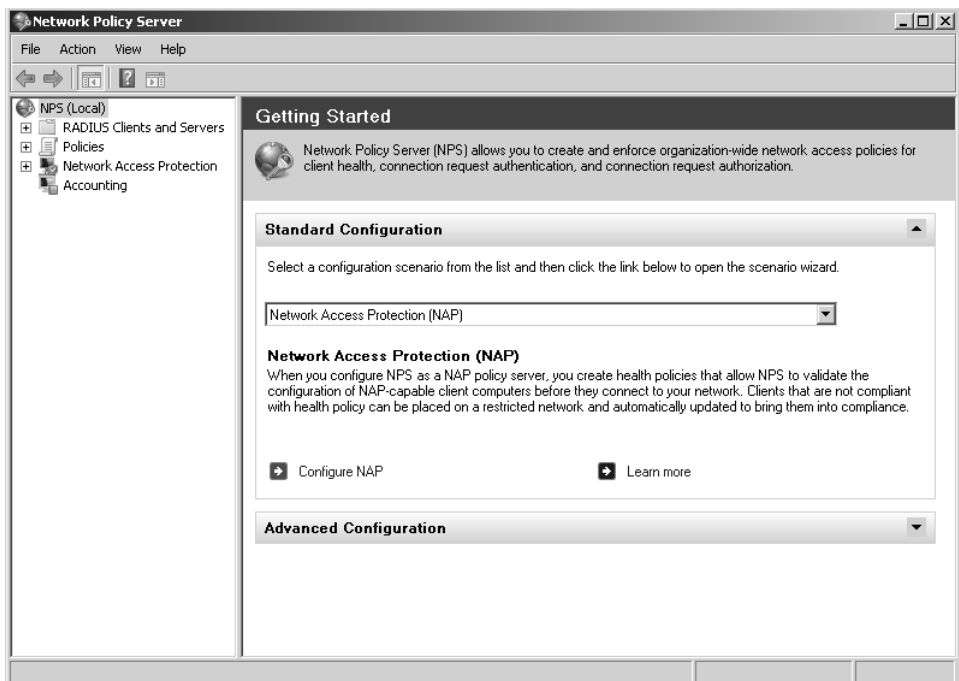 Network Policy Server
File Action View Help
NPS (Local)
RADIUS Clients and Servers
Policies
Network Access Protection
Accounting
Getting Started
Network Policy Server (NPS) allows you to create and enforce organization-wide network access policies for
client health, connection request authentication, and connection request authorization.
Standard Configuration
Select a configuration scenario from the list and then click the link below to open the scenario wizard.
Network Access Protection (NAP)
Network Access Protection (NAP)
When you configure NPS as a NAP policy server, you create health policies that allow NPS to validate the
configuration of NAP-capable client computers before they connect to your network. Clients that are not compliant
with health policy can be placed on a restricted network and automatically updated to bring them into compliance.
Configure NAP Learn more
Advanced Configuration